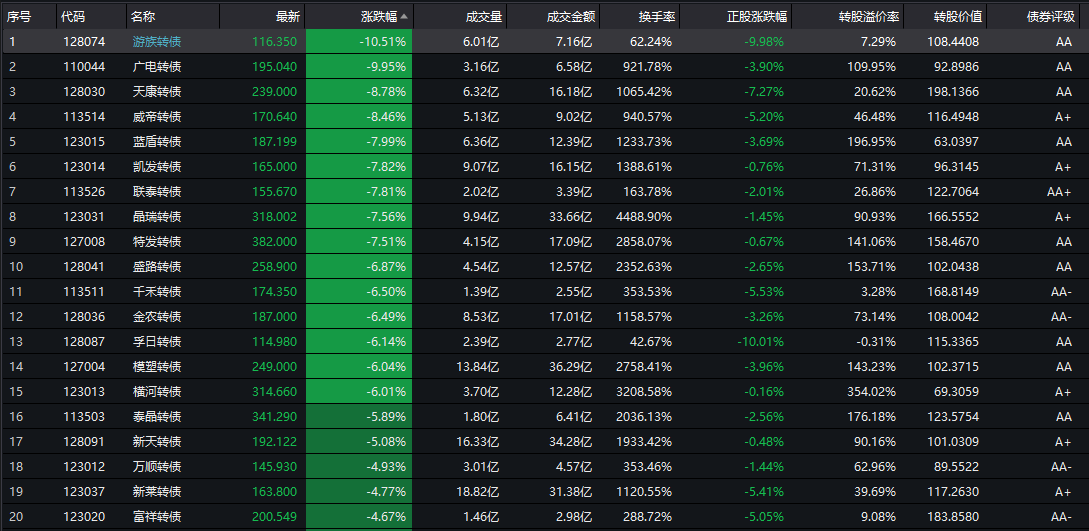 序号 代码 名称 最新 涨跌幅 成交量 成交金额 换手率 正股涨跌幅 转股溢价率 转股价值 债券评级
1 128074 游族转债 116.350 -10.51% 6.01亿 7.16亿 62.24% -9.98% 7.29% 108.4408 AA
2 110044 广电转债 195.040 -9.95% 3.16亿 6.58亿 921.78% -3.90% 109.95% 92.8986 AA
3 128030 天康转债 239.000 -8.78% 6.32亿 16.18亿 1065.42% -7.27% 20.62% 198.1366 AA
4 113514 威帝转债 170.640 -8.46% 5.13亿 9.02亿 940.57% -5.20% 46.48% 116.4948 A+
5 123015 蓝盾转债 187.199 -7.99% 6.36亿 12.39亿 1233.73% -3.69% 196.95% 63.0397 AA
6 123014 凯发转债 165.000 -7.82% 9.07亿 16.15亿 1388.61% -0.76% 71.31% 96.3145 A+
7 113526 联泰转债 155.670 -7.81% 2.02亿 3.39亿 163.78% -2.01% 26.86% 122.7064 AA+
8 123031 晶瑞转债 318.002 -7.56% 9.94亿 33.66亿 4488.90% -1.45% 90.93% 166.5552 A+
9 127008 特发转债 382.000 -7.51% 4.15亿 17.09亿 2858.07% -0.67% 141.06% 158.4670 AA
10 128041 盛路转债 258.900 -6.87% 4.54亿 12.57亿 2352.63% -2.65% 153.71% 102.0438 AA
11 113511 千禾转债 174.350 -6.50% 1.39亿 2.55亿 353.53% -5.53% 3.28% 168.8149 AA-
12 128036 金农转债 187.000 -6.49% 8.53亿 17.01亿 1158.57% -3.26% 73.14% 108.0042 AA-
13 128087 孚日转债 114.980 -6.14% 2.39亿 2.77亿 42.67% -10.01% -0.31% 115.3365 AA-
14 127004 模塑转债 249.000 -6.04% 13.84亿 36.29亿 2758.41% -3.96% 143.23% 102.3715 AA
15 123013 横河转债 314.660 -6.01% 3.70亿 12.28亿 3208.58% -0.16% 354.02% 69.3059 A+
16 113503 泰晶转债 341.290 -5.89% 1.80亿 6.41亿 2036.13% -2.56% 176.18% 123.5754 AA
17 128091 新天转债 192.122 -5.08% 16.33亿 34.28亿 1933.42% -0.48% 90.16% 101.0309 A+
18 123012 万顺转债 145.930 -4.93% 3.01亿 4.57亿 353.46% -1.44% 62.96% 89.5522 AA-
19 123037 新莱转债 163.800 -4.77% 18.82亿 31.38亿 1120.55% -5.41% 39.69% 117.2630 A+
20 123020 富祥转债 200.549 -4.67% 1.46亿 2.98亿 288.72% -5.05% 9.08% 183.8580 AA-